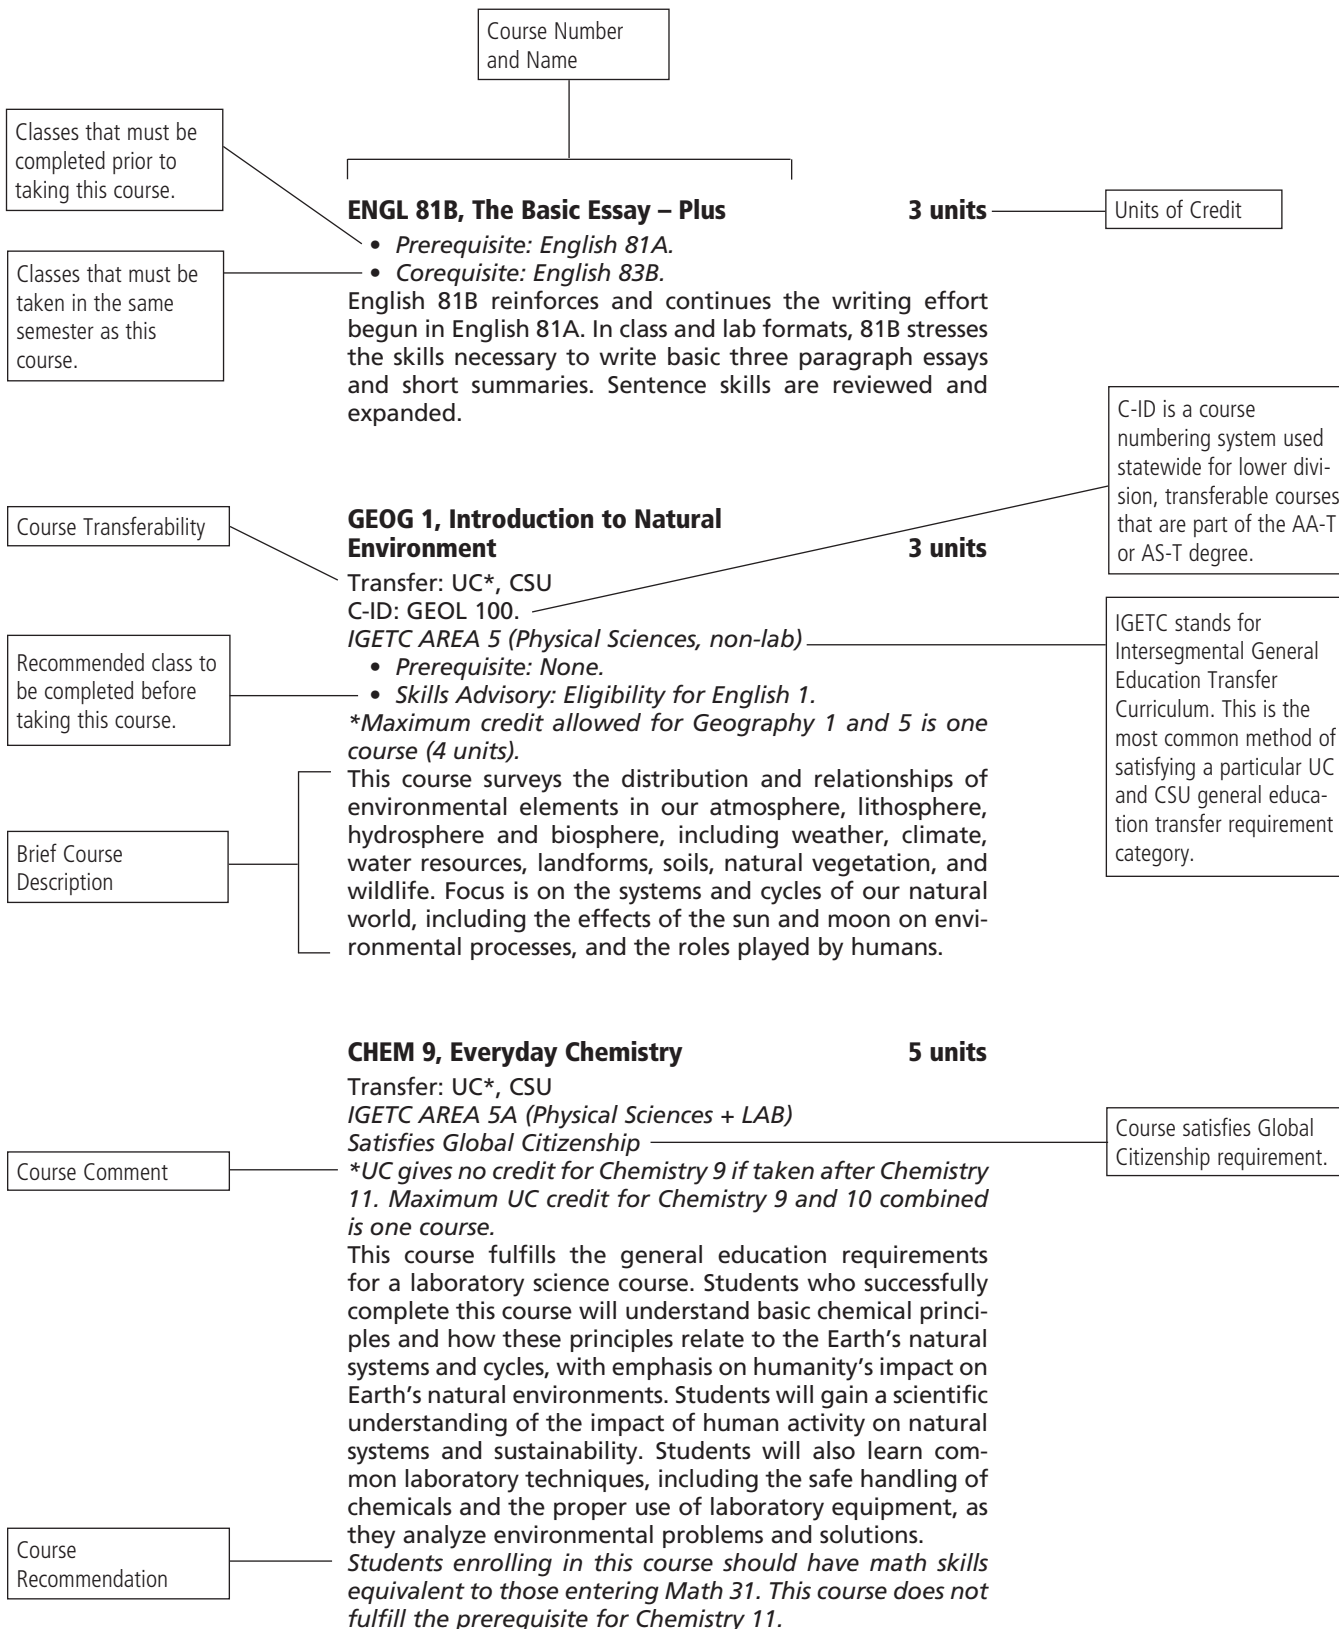 Course Number
and Name
Classes that must be
completed prior to
taking this course.
ENGL 81B, The Basic Essay – Plus 3 units
Units of Credit
• Prerequisite: English 81A.
• Corequisite: English 83B.
Classes that must be
taken in the same
semester as this
course.
English 81B reinforces and continues the writing effort
begun in English 81A. In class and lab formats, 81B stresses
the skills necessary to write basic three paragraph essays
and short summaries. Sentence skills are reviewed and
expanded.
C-ID is a course
numbering system used
statewide for lower divi-
sion, transferable courses
that are part of the AA-T
or AS-T degree.
Course Transferability
GEOG 1, Introduction to Natural
Environment 3 units
Transfer: UC*, CSU
C-ID: GEOL 100.
IGETC AREA 5 (Physical Sciences, non-lab)
• Prerequisite: None.
• Skills Advisory: Eligibility for English 1.
*Maximum credit allowed for Geography 1 and 5 is one
course (4 units).
IGETC stands for
Intersegmental General
Education Transfer
Curriculum. This is the
most common method of
satisfying a particular UC
and CSU general educa-
tion transfer requirement
category.
Recommended class to
be completed before
taking this course.
Brief Course
Description
This course surveys the distribution and relationships of
environmental elements in our atmosphere, lithosphere,
hydrosphere and biosphere, including weather, climate,
water resources, landforms, soils, natural vegetation, and
wildlife. Focus is on the systems and cycles of our natural
world, including the effects of the sun and moon on envi-
ronmental processes, and the roles played by humans.
CHEM 9, Everyday Chemistry 5 units
Transfer: UC*, CSU
IGETC AREA 5A (Physical Sciences + LAB)
Satisfies Global Citizenship
Course satisfies Global
Citizenship requirement.
Course Comment
*UC gives no credit for Chemistry 9 if taken after Chemistry
11. Maximum UC credit for Chemistry 9 and 10 combined
is one course.
This course fulfills the general education requirements
for a laboratory science course. Students who successfully
complete this course will understand basic chemical princi-
ples and how these principles relate to the Earth's natural
systems and cycles, with emphasis on humanity's impact on
Earth's natural environments. Students will gain a scientific
understanding of the impact of human activity on natural
systems and sustainability. Students will also learn com-
mon laboratory techniques, including the safe handling of
chemicals and the proper use of laboratory equipment, as
they analyze environmental problems and solutions.
Course
Recommendation
Students enrolling in this course should have math skills
equivalent to those entering Math 31. This course does not
fulfill the prerequisite for Chemistry 11.